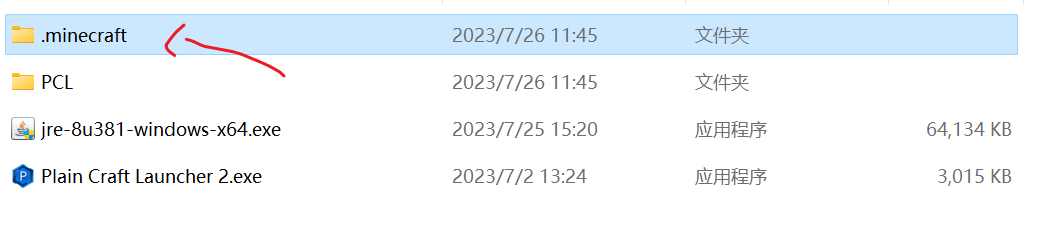 .minecraft 2023/7/26 11:45 文件夹
PCL 2023/7/26 11:45 文件夹
jre-8u381-windows-x64.exe 2023/7/25 15:20 应用程序 64,134 KB
Plain Craft Launcher 2.exe 2023/7/2 13:24 应用程序 3,015 KB